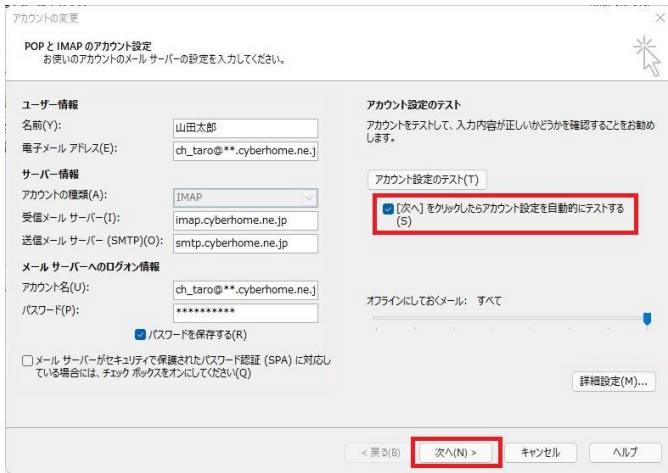 アカウントの変更
POP と IMAP のアカウント設定
お使いのアカウントのメール サーバーの設定を入力してください。
ユーザー情報
名前(Y):
山田太郎
電子メール アドレス(E):
ch_taro@**.cyberhome.ne.j
サーバー情報
アカウントの種類(A):
IMAP
受信メール サーバー(I):
imap.cyberhome.ne.jp
送信メール サーバー (SMTP)(O):
smtp.cyberhome.ne.jp
メール サーバーへのログオン情報
アカウント名(U):
ch_taro@**.cyberhome.ne.j
パスワード(P):
**********
パスワードを保存する(R)
メール サーバーがセキュリティで保護されたパスワード認証 (SPA) に対応し
ている場合には、チェック ボックスをオンにしてください(Q)
アカウント設定のテスト
アカウントをテストして、入力内容が正しいかどうかを確認することをお勧め
します。
アカウント設定のテスト(T)
[次へ] をクリックしたらアカウント設定を自動的にテストする
(S)
オフラインにしておくメール: すべて
詳細設定(M)...
< 戻る(B)
次へ(N) >
キャンセル
ヘルプ